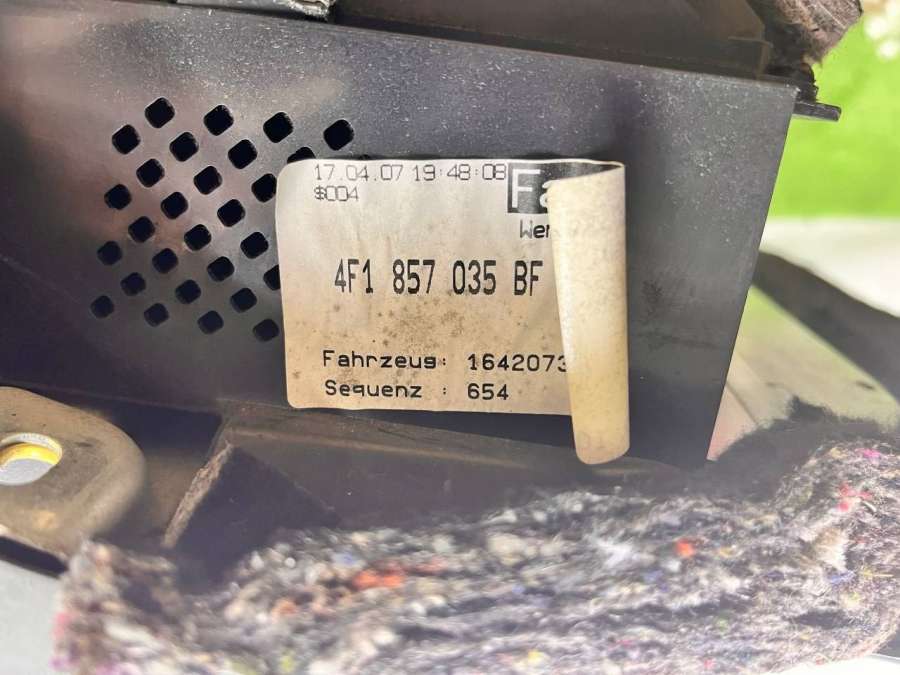 17.04.07 19:48:08
$004
4F1 857 035 BF
Fahrzeug: 1642073
Sequenz : 654